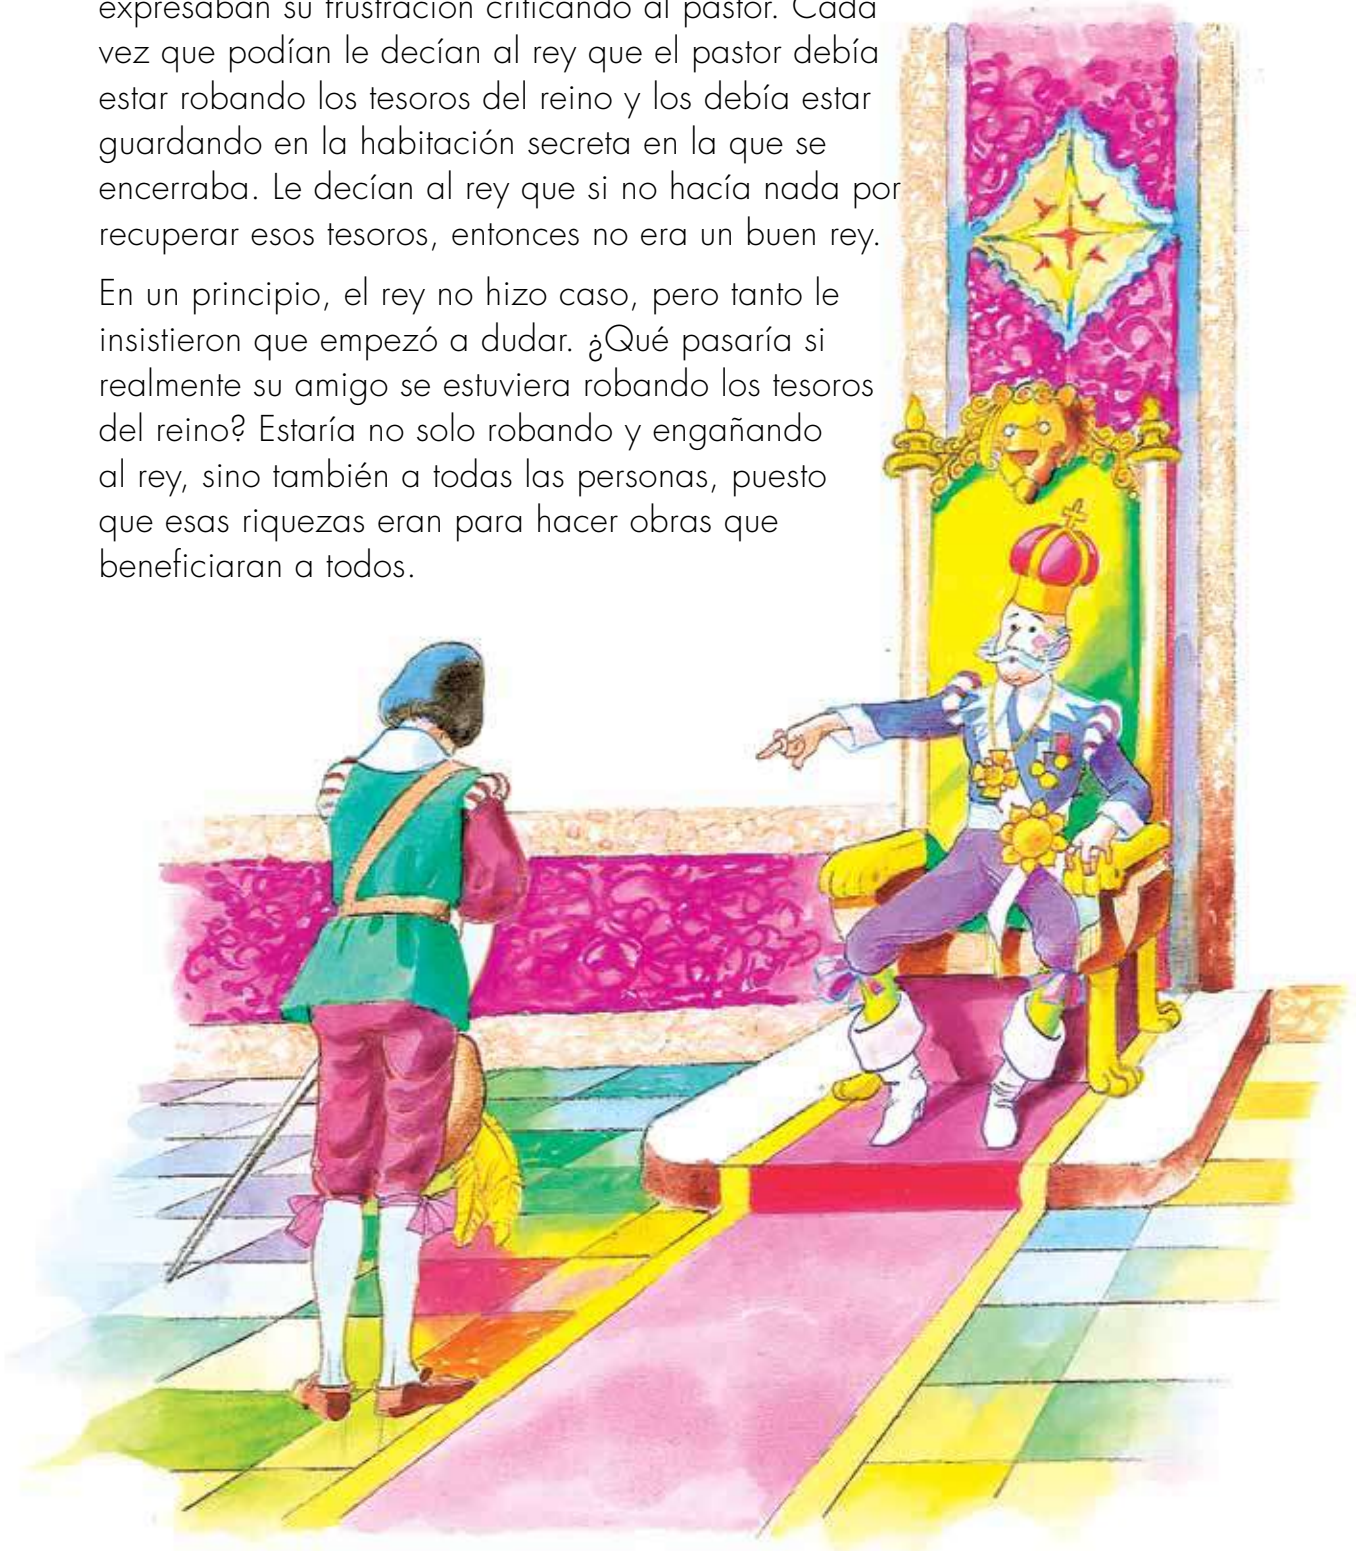 expresaban su frustración criticando al pastor. Cada
vez que podían le decían al rey que el pastor debía
estar robando los tesoros del reino y los debía estar
guardando en la habitación secreta en la que se
encerraba. Le decían al rey que si no hacía nada por
recuperar esos tesoros, entonces no era un buen rey.
En un principio, el rey no hizo caso, pero tanto le
insistieron que empezó a dudar. ¿Qué pasaría si
realmente su amigo se estuviera robando los tesoros
del reino? Estaría no solo robando y engañando
al rey, sino también a todas las personas, puesto
que esas riquezas eran para hacer obras que
beneficiaran a todos.